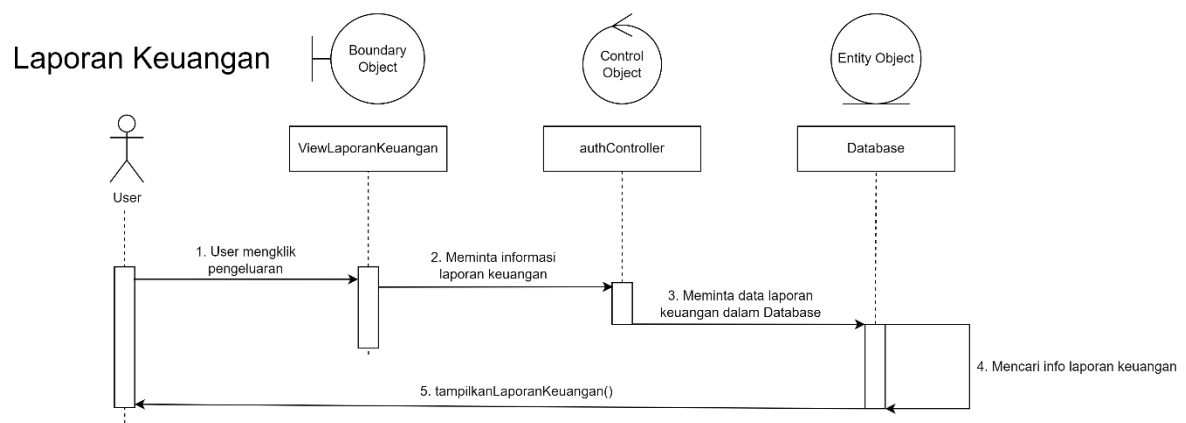 Laporan Keuangan
Boundary
Object
Control
Object
Entity Object
ViewLaporanKeuangan
authController
Database
User
1. User mengklik
pengeluaran
2. Meminta informasi
laporan keuangan
3. Meminta data laporan
keuangan dalam Database
4. Mencari info laporan keuangan
5. tampilkanLaporanKeuangan()